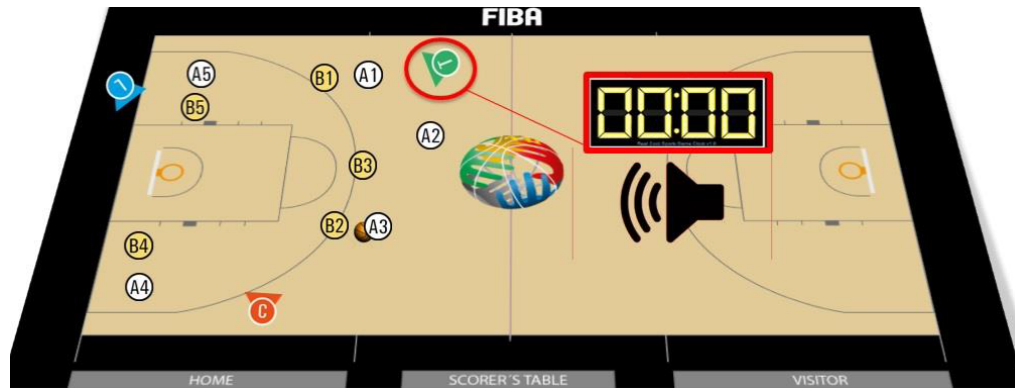 FIBA
00:00
T
L
A5
B1
A1
B5
A2
B3
B2
A3
B4
A4
C
HOME
SCORER'S TABLE
VISITOR